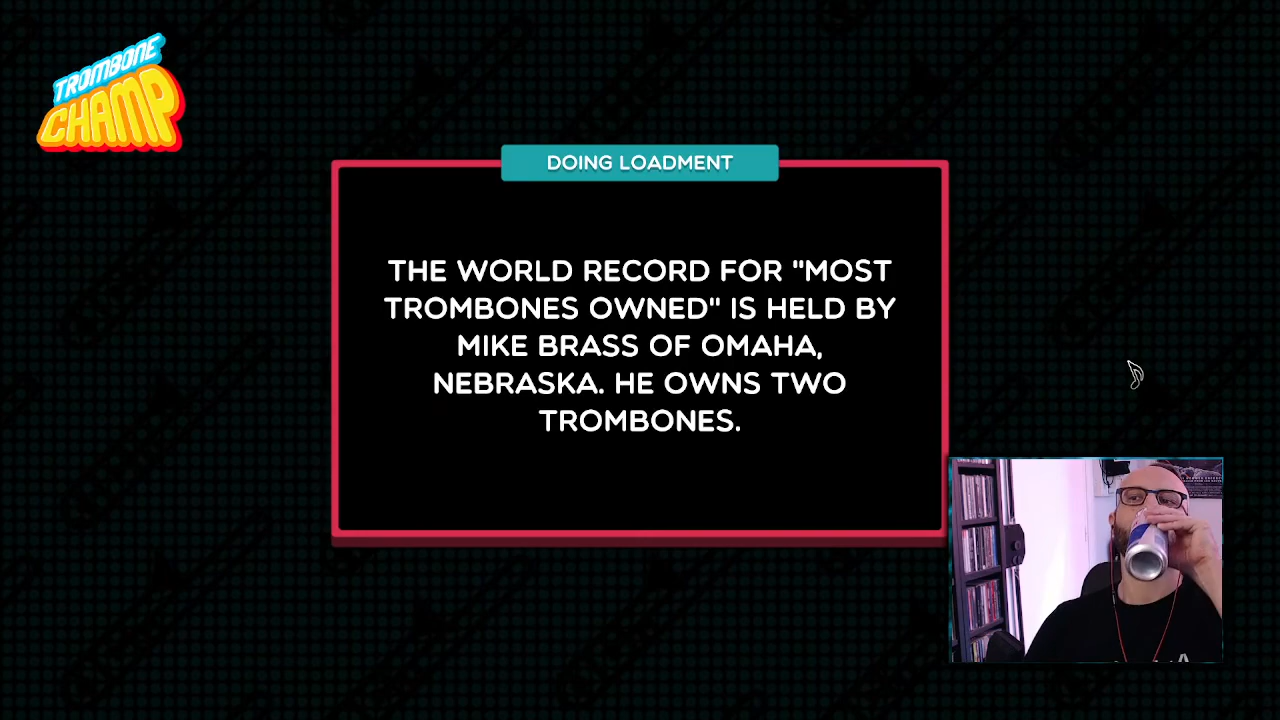 TROMBONE
CHAMP
DOING LOADMENT
THE WORLD RECORD FOR "MOST
TROMBONES OWNED" IS HELD BY
MIKE BRASS OF OMAHA,
NEBRASKA. HE OWNS TWO
TROMBONES.